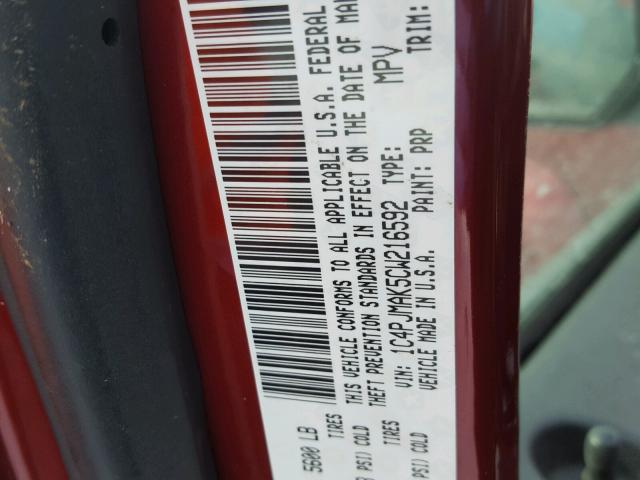 5600 LB
TIRES
THIS VEHICLE CONFORMS TO ALL APPLICABLE U.S.A. FEDERAL
THEFT PREVENTION STANDARDS IN EFFECT ON THE DATE OF MAN
PSI) COLD
VIN: 1C4PJMAK5CW216592 TYPE: MPV
TIRES
VEHICLE MADE IN U.S.A. PAINT: PRP TRIM:
PSI) COLD